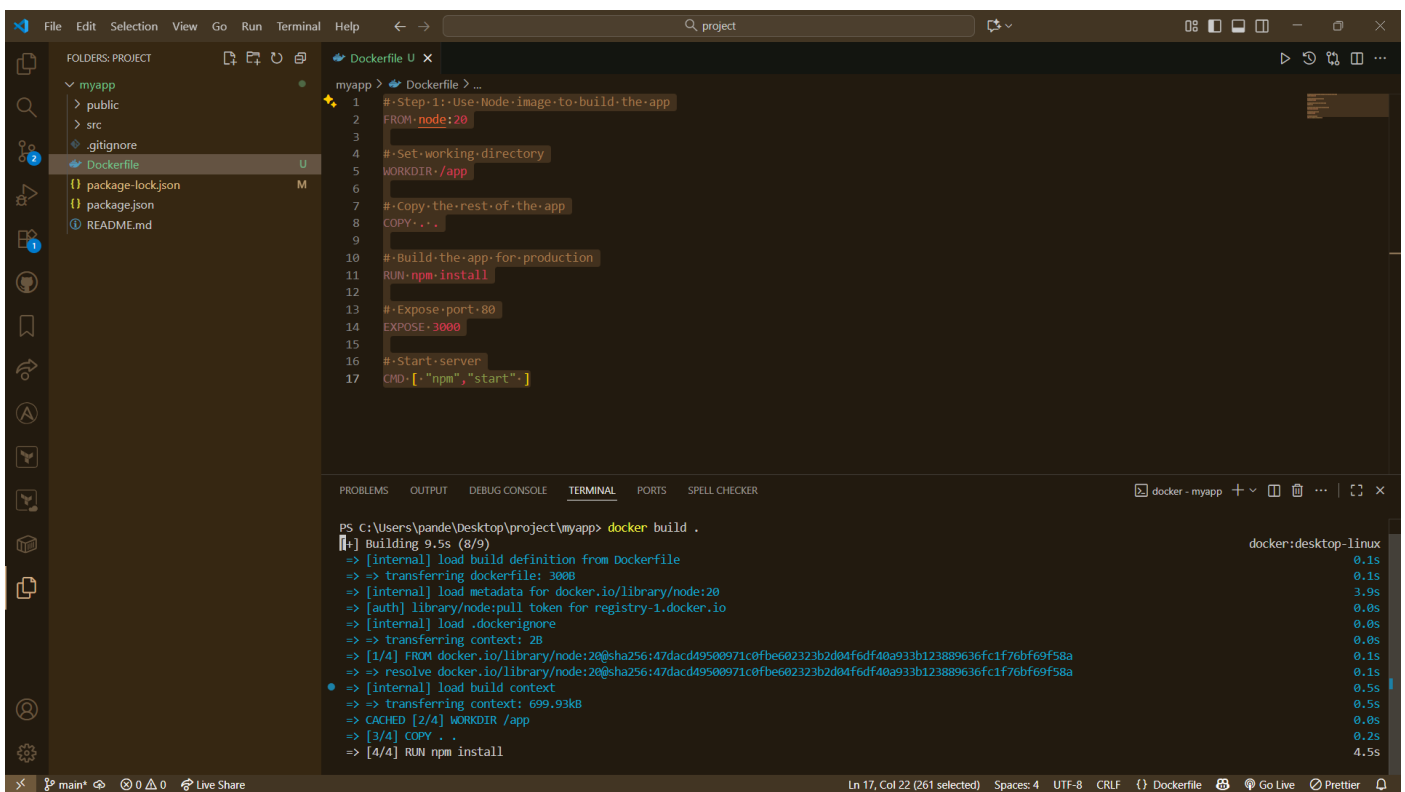 File Edit Selection View Go Run Terminal Help
project
FOLDERS: PROJECT
myapp
public
src
.gitignore
Dockerfile U
package-lock.json M
package.json
README.md
2
1
Dockerfile U
myapp > Dockerfile > ...
1 # Step 1: Use Node image to build the app
2 FROM node:20
3
4 # Set working directory
5 WORKDIR /app
6
7 # Copy the rest of the app
8 COPY . .
9
10 # Build the app for production
11 RUN npm install
12
13 # Expose port 80
14 EXPOSE 3000
15
16 # Start server
17 CMD [ "npm","start" ]
PROBLEMS OUTPUT DEBUG CONSOLE TERMINAL PORTS SPELL CHECKER
docker - myapp
PS C:\Users\pande\Desktop\project\myapp> docker build .
[+] Building 9.5s (8/9) docker:desktop-linux
=> [internal] load build definition from Dockerfile 0.1s
=> => transferring dockerfile: 300B 0.1s
=> [internal] load metadata for docker.io/library/node:20 3.9s
=> [auth] library/node:pull token for registry-1.docker.io 0.0s
=> [internal] load .dockerignore 0.0s
=> => transferring context: 2B 0.0s
=> [1/4] FROM docker.io/library/node:20@sha256:47dacd49500971c0fbe602323b2d04f6df40a933b123889636fc1f76bf69f58a 0.1s
=> => resolve docker.io/library/node:20@sha256:47dacd49500971c0fbe602323b2d04f6df40a933b123889636fc1f76bf69f58a 0.1s
=> [internal] load build context 0.5s
=> => transferring context: 699.93kB 0.5s
=> CACHED [2/4] WORKDIR /app 0.0s
=> [3/4] COPY . . 0.2s
=> [4/4] RUN npm install 4.5s
main* 0 0 Live Share Ln 17, Col 22 (261 selected) Spaces: 4 UTF-8 CRLF {} Dockerfile Go Live Prettier